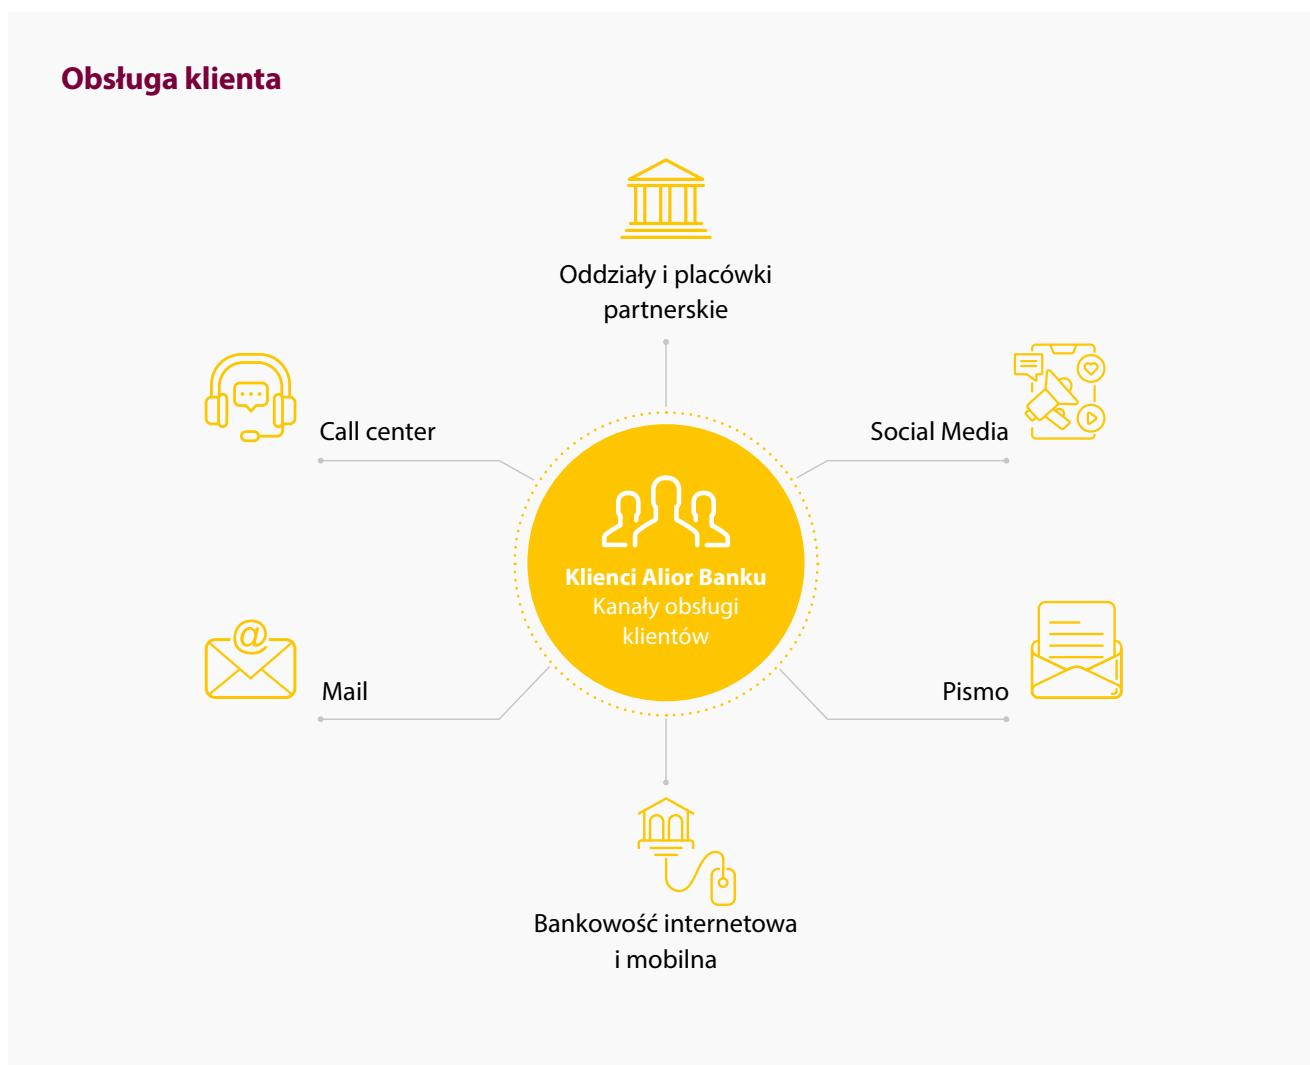 Obsługa klienta
Oddziały i placówki
partnerskie
Call center
Social Media
Klienci Alior Banku
Kanały obsługi
klientów
@
Mail
Pismo
Bankowość internetowa
i mobilna